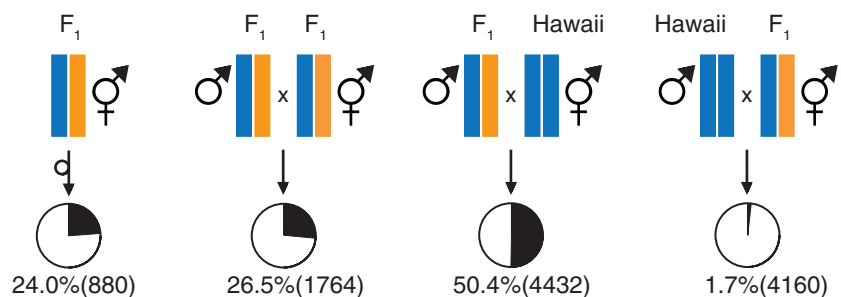 F1
F1 F1
F1 Hawaii
Hawaii F1
x
x
x
24.0%(880)
26.5%(1764)
50.4%(4432)
1.7%(4160)